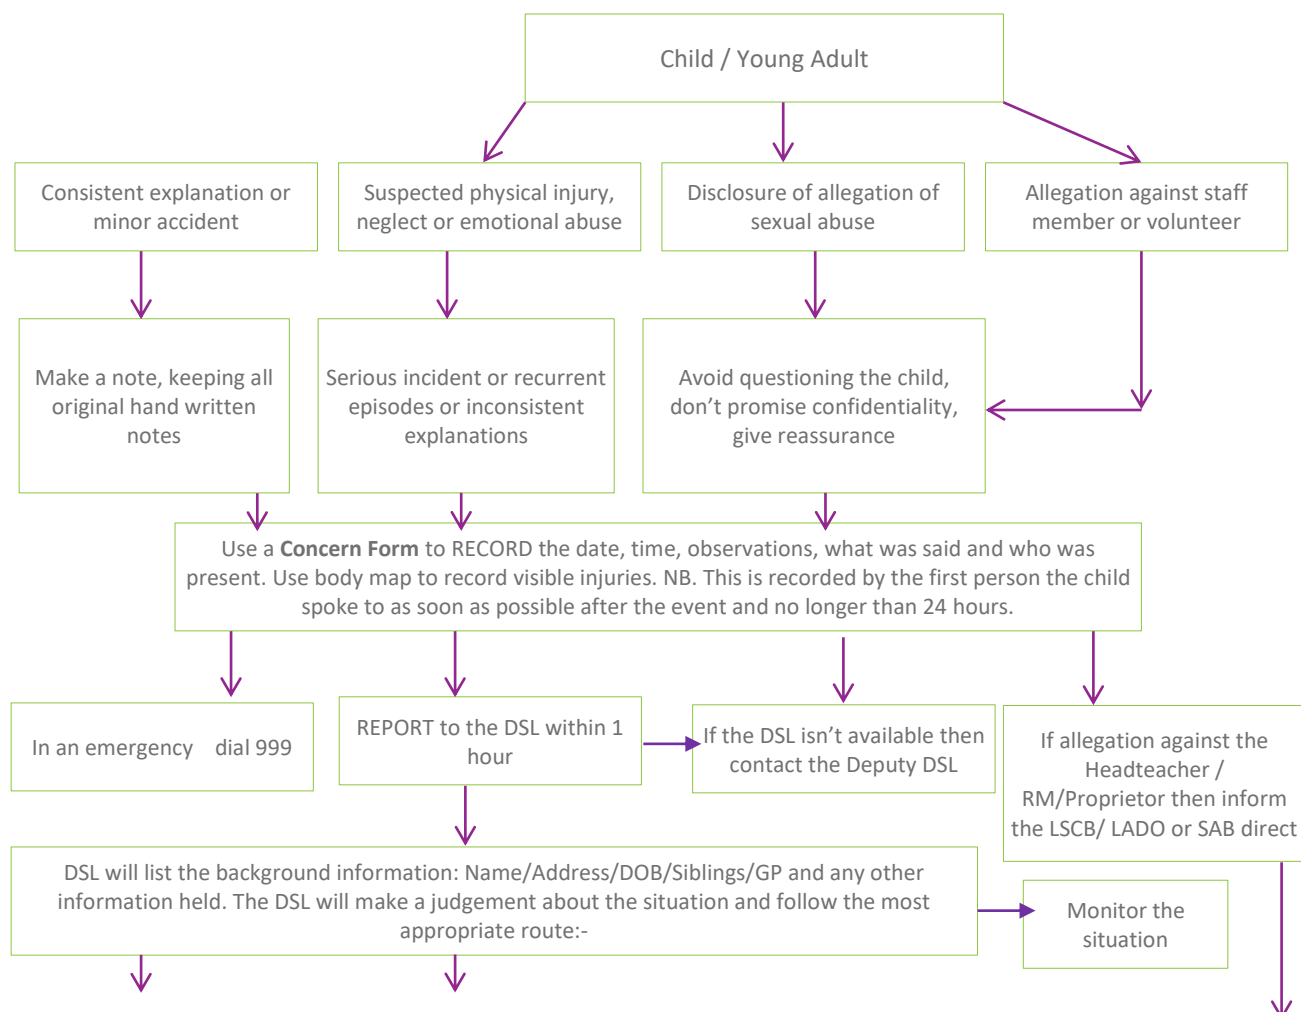 Child / Young Adult
Consistent explanation or
minor accident
Suspected physical injury,
neglect or emotional abuse
Disclosure of allegation of
sexual abuse
Allegation against staff
member or volunteer
Make a note, keeping all
original hand written
notes
Serious incident or recurrent
episodes or inconsistent
explanations
Avoid questioning the child,
don’t promise confidentiality,
give reassurance
Use a Concern Form to RECORD the date, time, observations, what was said and who was
present. Use body map to record visible injuries. NB. This is recorded by the first person the child
spoke to as soon as possible after the event and no longer than 24 hours.
In an emergency dial 999
REPORT to the DSL within 1
hour
If the DSL isn’t available then
contact the Deputy DSL
If allegation against the
Headteacher /
RM/Proprietor then inform
the LSCB/ LADO or SAB direct
DSL will list the background information: Name/Address/DOB/Siblings/GP and any other
information held. The DSL will make a judgement about the situation and follow the most
appropriate route:-
Monitor the
situation